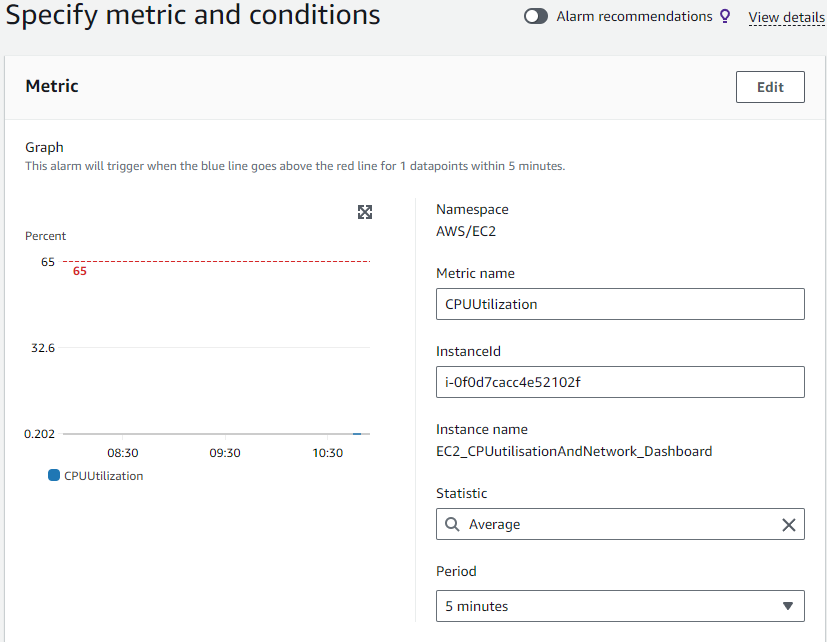 Specify metric and conditions
Alarm recommendations
View details
Metric
Edit
Graph
This alarm will trigger when the blue line goes above the red line for 1 datapoints within 5 minutes.
Percent
65
65
32.6
0.202
08:30 09:30 10:30
CPUUtilization
Namespace
AWS/EC2
Metric name
CPUUtilization
InstanceId
i-0f0d7cacc4e52102f
Instance name
EC2_CPUutilisationAndNetwork_Dashboard
Statistic
Average
Period
5 minutes